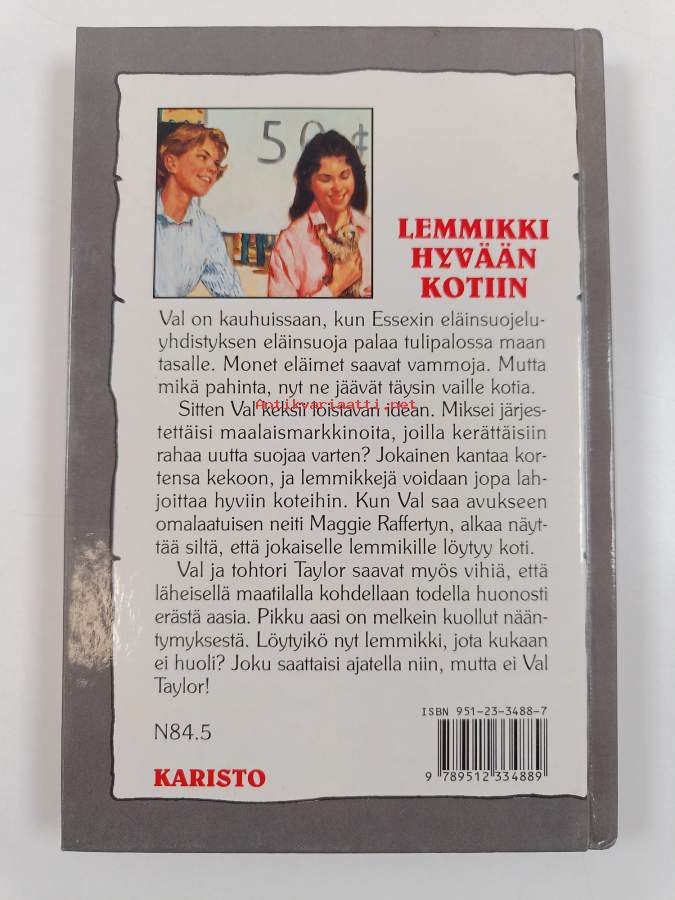 50¢
LEMMIKKI
HYVÄÄN
KOTIIN
Val on kauhuissaan, kun Essexin eläinsuojelu-
yhdistyksen eläinsuoja palaa tulipalossa maan
tasalle. Monet eläimet saavat vammoja. Mutta
mikä pahinta, nyt ne jäävät täysin vaille kotia.
Antikvariaatti.net
Sitten Val keksii loistavan idean. Miksei järjes-
tettäisi maalaismarkkinoita, joilla kerättäisiin
rahaa uutta suojaa varten? Jokainen kantaa kor-
tensa kekoon, ja lemmikkejä voidaan jopa lah-
joittaa hyviin koteihin. Kun Val saa avukseen
omalaatuisen neiti Maggie Raffertyn, alkaa näyt-
tää siltä, että jokaiselle lemmikille löytyy koti.
Val ja tohtori Taylor saavat myös vihiä, että
läheisellä maatilalla kohdellaan todella huonosti
erästä aasia. Pikku aasi on melkein kuollut nään-
tymyksestä. Löytyikö nyt lemmikki, jota kukaan
ei huoli? Joku saattaisi ajatella niin, mutta ei Val
Taylor!
ISBN 951-23-3488-7
N84.5
KARISTO
9 789512 334889